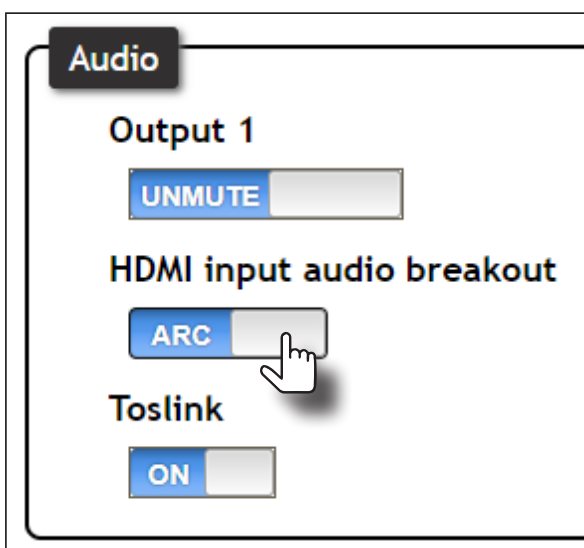 Audio
Output 1
UNMUTE
HDMI input audio breakout
ARC
Toslink
ON